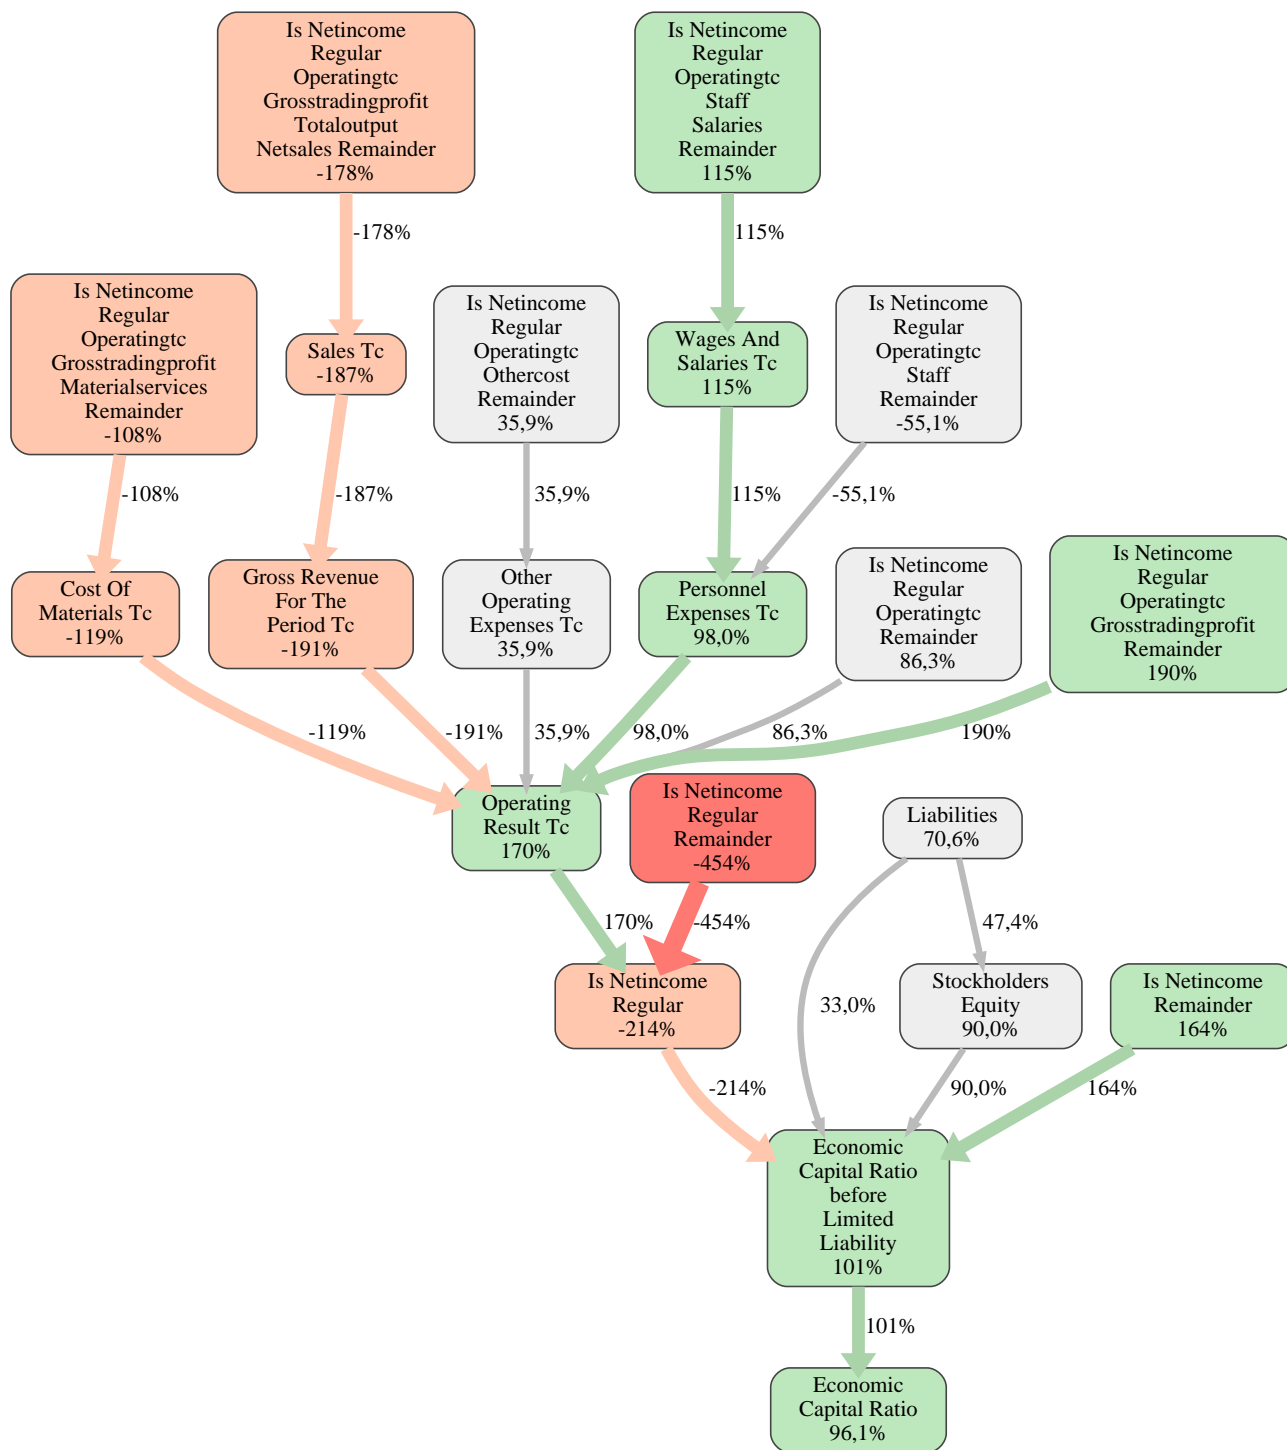 Is Netincome
Regular
Operatingtc
Grosstradingprofit
Totaloutput
Netsales Remainder
-178%
Is Netincome
Regular
Operatingtc
Staff
Salaries
Remainder
115%
-178%
115%
Is Netincome
Regular
Operatingtc
Grosstradingprofit
Materialservices
Remainder
-108%
Sales Tc
-187%
Is Netincome
Regular
Operatingtc
Othercost
Remainder
35,9%
Wages And
Salaries Tc
115%
Is Netincome
Regular
Operatingtc
Staff
Remainder
-55,1%
-108%
-187%
35,9%
115%
-55,1%
Cost Of
Materials Tc
-119%
Gross Revenue
For The
Period Tc
-191%
Other
Operating
Expenses Tc
35,9%
Personnel
Expenses Tc
98,0%
Is Netincome
Regular
Operatingtc
Remainder
86,3%
Is Netincome
Regular
Operatingtc
Grosstradingprofit
Remainder
190%
-119%
-191%
35,9%
98,0%
86,3%
190%
Operating
Result Tc
170%
Is Netincome
Regular
Remainder
-454%
Liabilities
70,6%
170%
-454%
47,4%
Is Netincome
Regular
-214%
33,0%
Stockholders
Equity
90,0%
Is Netincome
Remainder
164%
-214%
90,0%
164%
Economic
Capital Ratio
before
Limited
Liability
101%
101%
Economic
Capital Ratio
96,1%